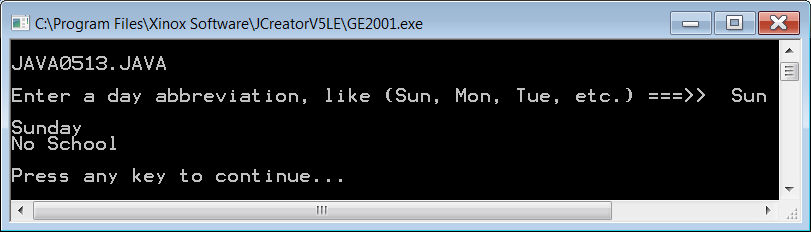 C:\Program Files\Xinox Software\JCreatorV5LE\GE2001.exe
JAVA0513.JAVA
Enter a day abbreviation, like (Sun, Mon, Tue, etc.) ===>>  Sun
Sunday
No School
Press any key to continue...